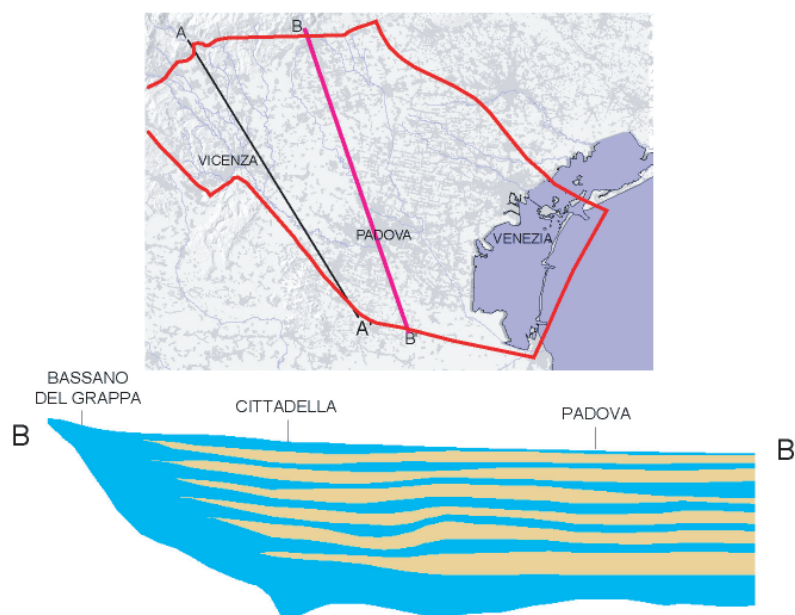 A
B
VICENZA
PADOVA
VENEZIA
A'
B'
BASSANO
DEL GRAPPA
CITTADELLA
PADOVA
B
B